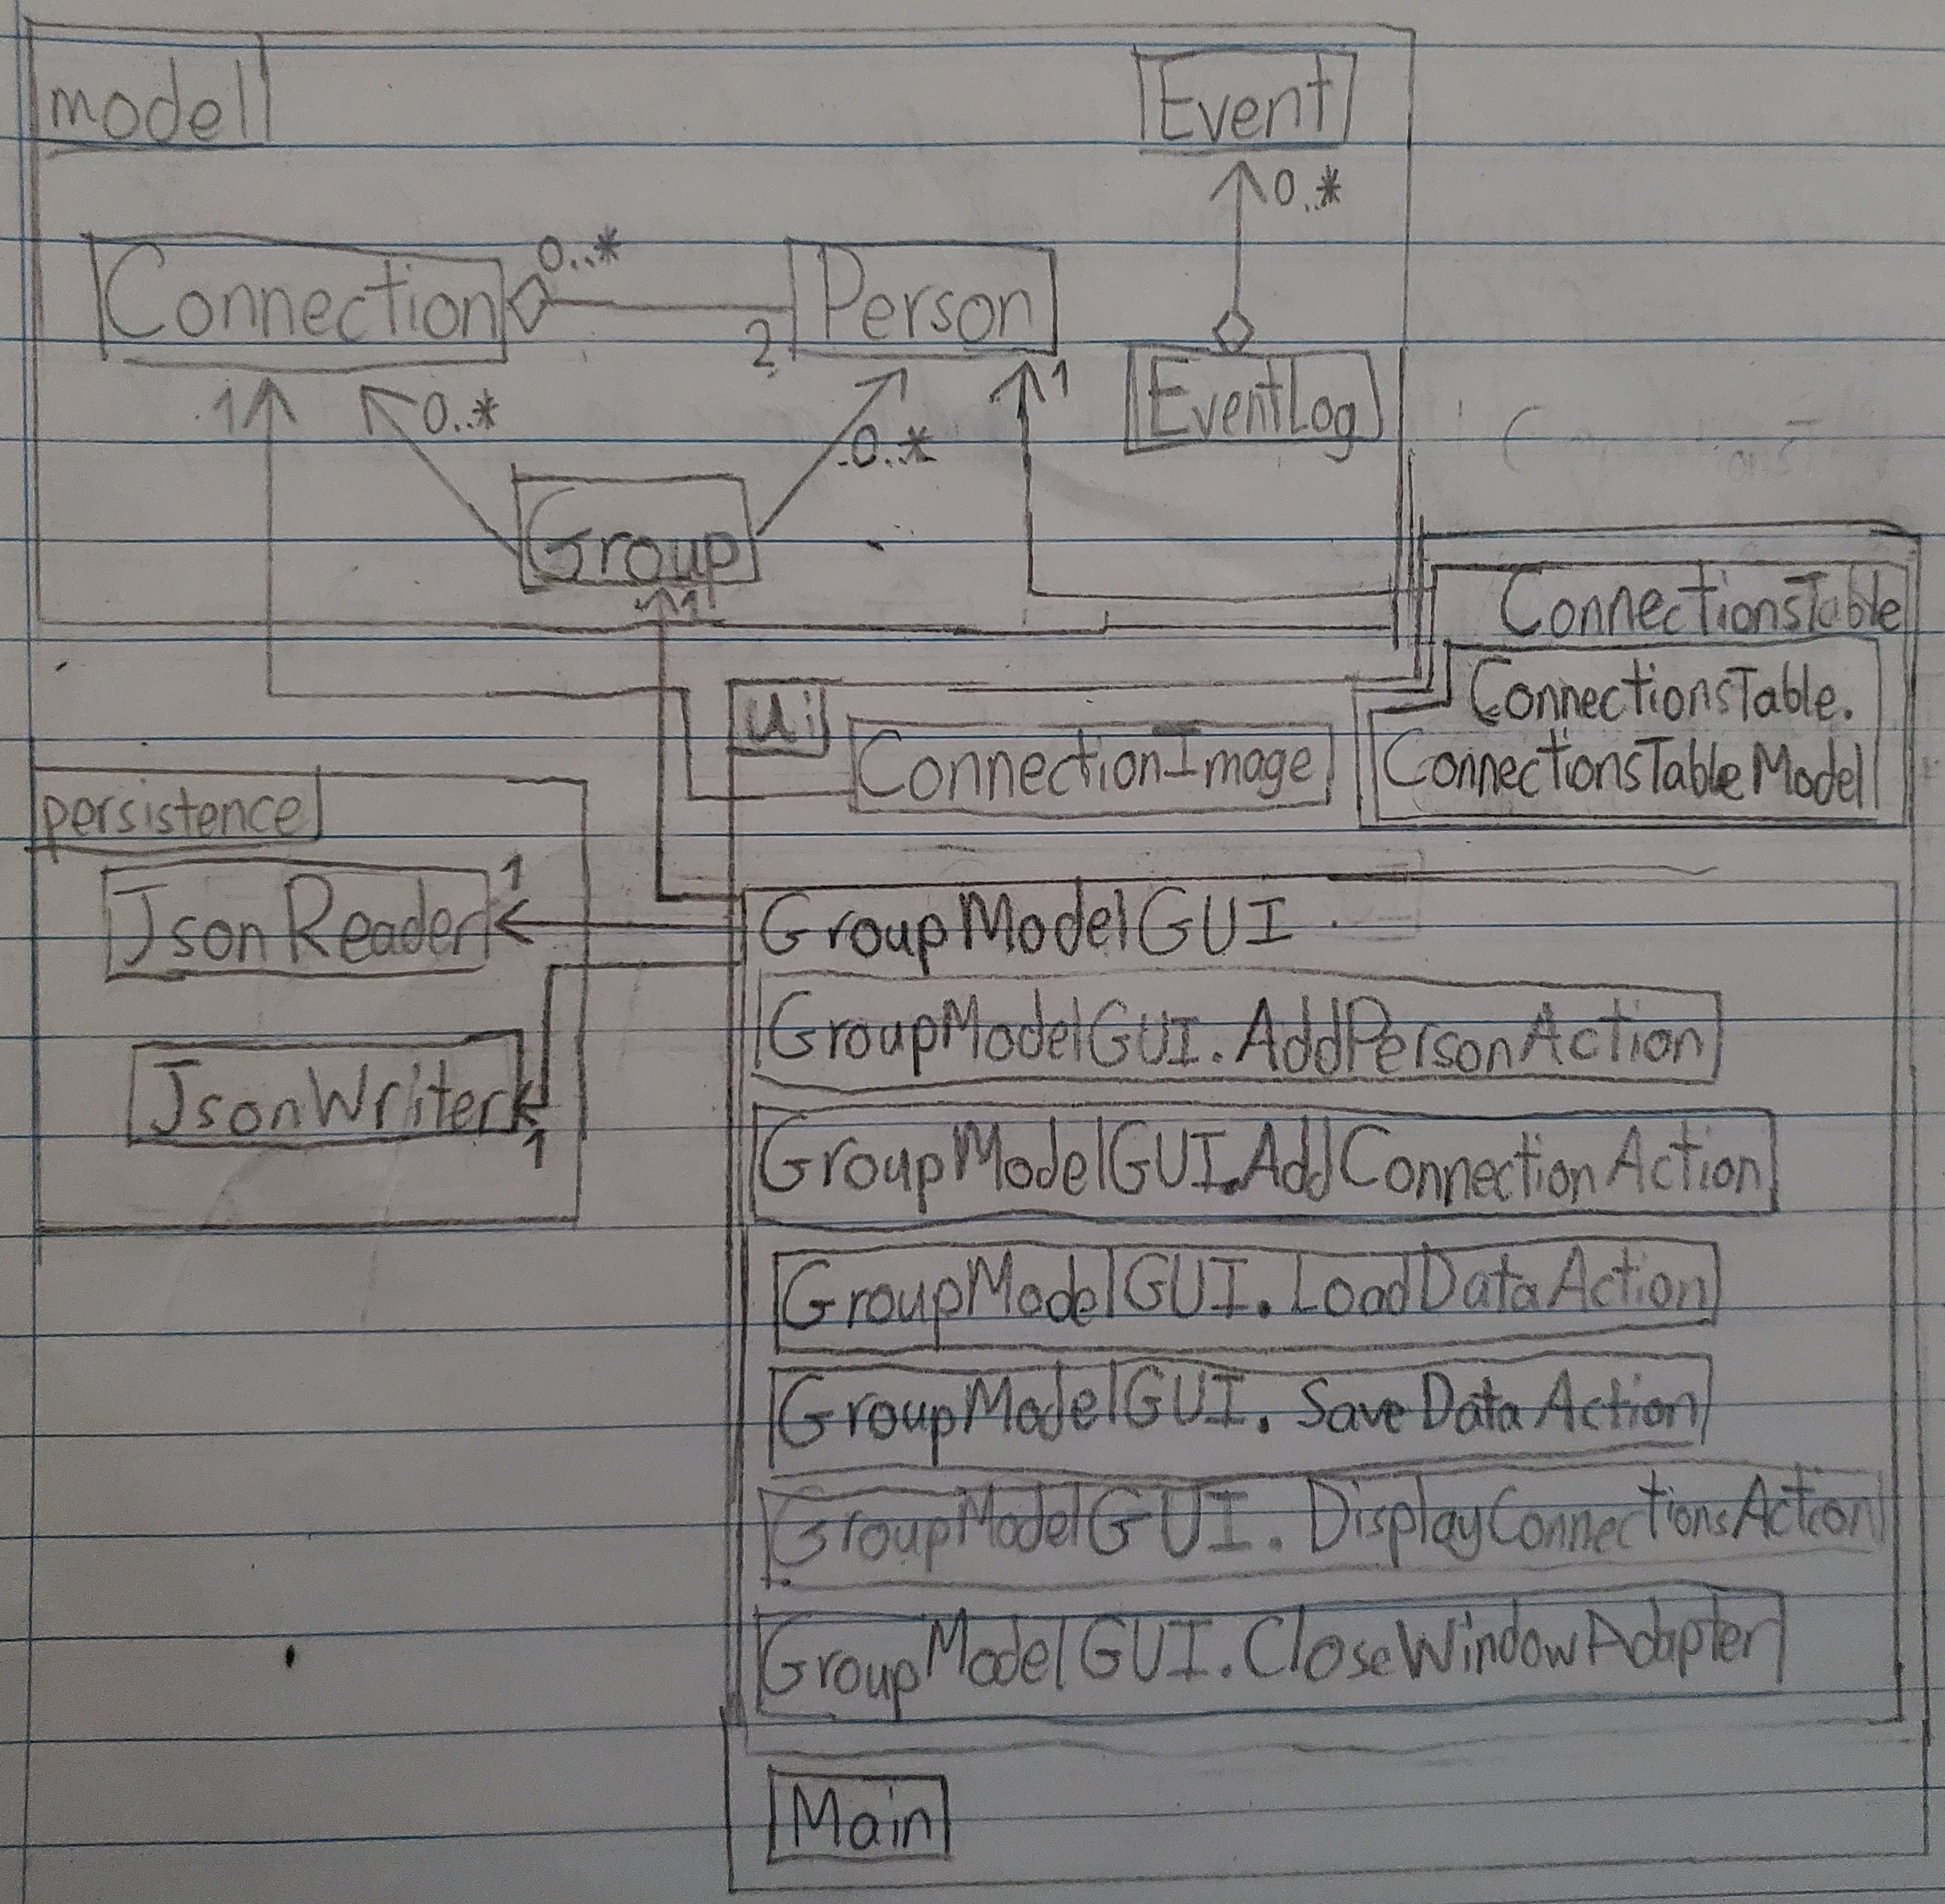 model
Event
0..*
Connection
0..*
2
Person
1
0..*
0..*
1
EventLog
Group
1
ConnectionsTable
ui
ConnectionImage
ConnectionsTable.
ConnectionsTableModel
persistence
JsonReader
1
GroupModelGUI
GroupModelGUI.AddPersonAction
JsonWriter
1
GroupModelGUI.AddConnectionAction
GroupModelGUI.LoadDataAction
GroupModelGUI.SaveDataAction
GroupModelGUI.DisplayConnectionsAction
GroupModelGUI.CloseWindowAdapter
Main